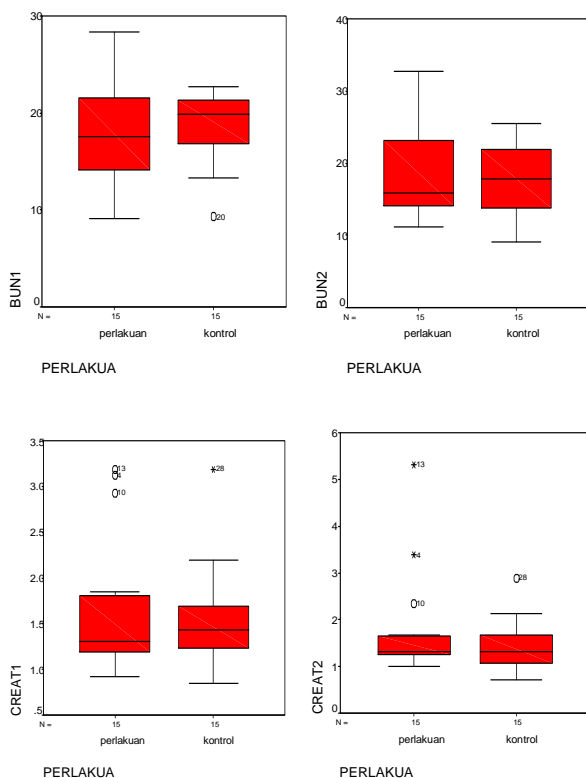 30
20
10
0
BUN1
20
N = 15 15
perlakuan kontrol
PERLAKUA
40
30
20
10
0
BUN2
N = 15 15
perlakuan kontrol
PERLAKUA
3.5
3.0
2.5
2.0
1.5
1.0
.5
CREAT1
13
4
10
28
N = 15 15
perlakuan kontrol
PERLAKUA
6
5
4
3
2
1
0
CREAT2
13
4
10
28
N = 15 15
perlakuan kontrol
PERLAKUA